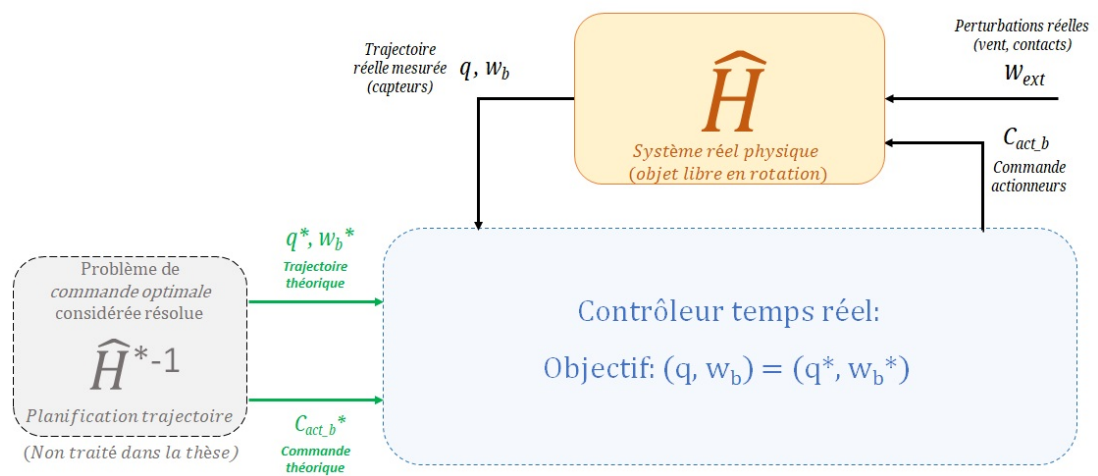 Perturbations réelles
(vent, contacts)
w_ext
Trajectoire
réelle mesurée
(capteurs)
q, w_b
Ĥ
Système réel physique
(objet libre en rotation)
C_act_b
Commande
actionneurs
q*, w_b*
Trajectoire
théorique
Problème de
commande optimale
considérée résolue
Ĥ*-1
Planification trajectoire
(Non traité dans la thèse)
C_act_b*
Commande
théorique
Contrôleur temps réel:
Objectif: (q, w_b) = (q*, w_b*)